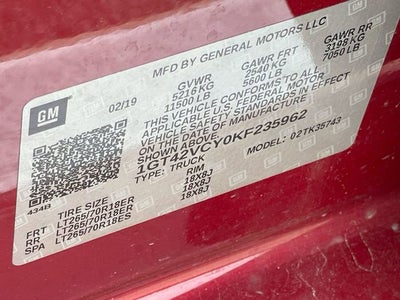 GM
02/19
MFD BY GENERAL MOTORS LLC
GVWR GAWR FRT GAWR RR
5216 KG 2540 KG 3198 KG
11500 LB 5600 LB 7050 LB
THIS VEHICLE CONFORMS TO ALL
APPLICABLE U.S. FEDERAL MOTOR
VEHICLE SAFETY STANDARDS IN EFFECT
ON THE DATE OF MANUFACTURE
SHOWN ABOVE.
1GT42VCY0KF235962
TYPE: TRUCK MODEL: 02TK35743
434B
TIRE SIZE RIM
FRT LT265/70R18ER 18X8J
RR LT265/70R18ER 18X8J
SPA LT265/70R18ES 18X8J